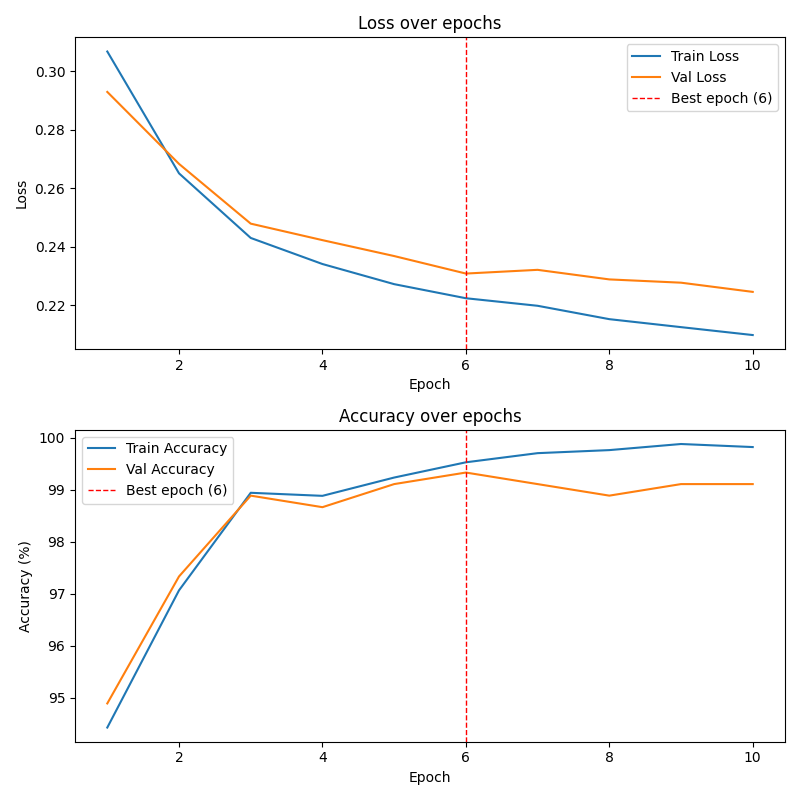 Loss over epochs
Loss
0.30
0.28
0.26
0.24
0.22
Train Loss
Val Loss
Best epoch (6)
2 4 6 8 10
Epoch
Accuracy over epochs
Accuracy (%)
100
99
98
97
96
95
Train Accuracy
Val Accuracy
Best epoch (6)
2 4 6 8 10
Epoch